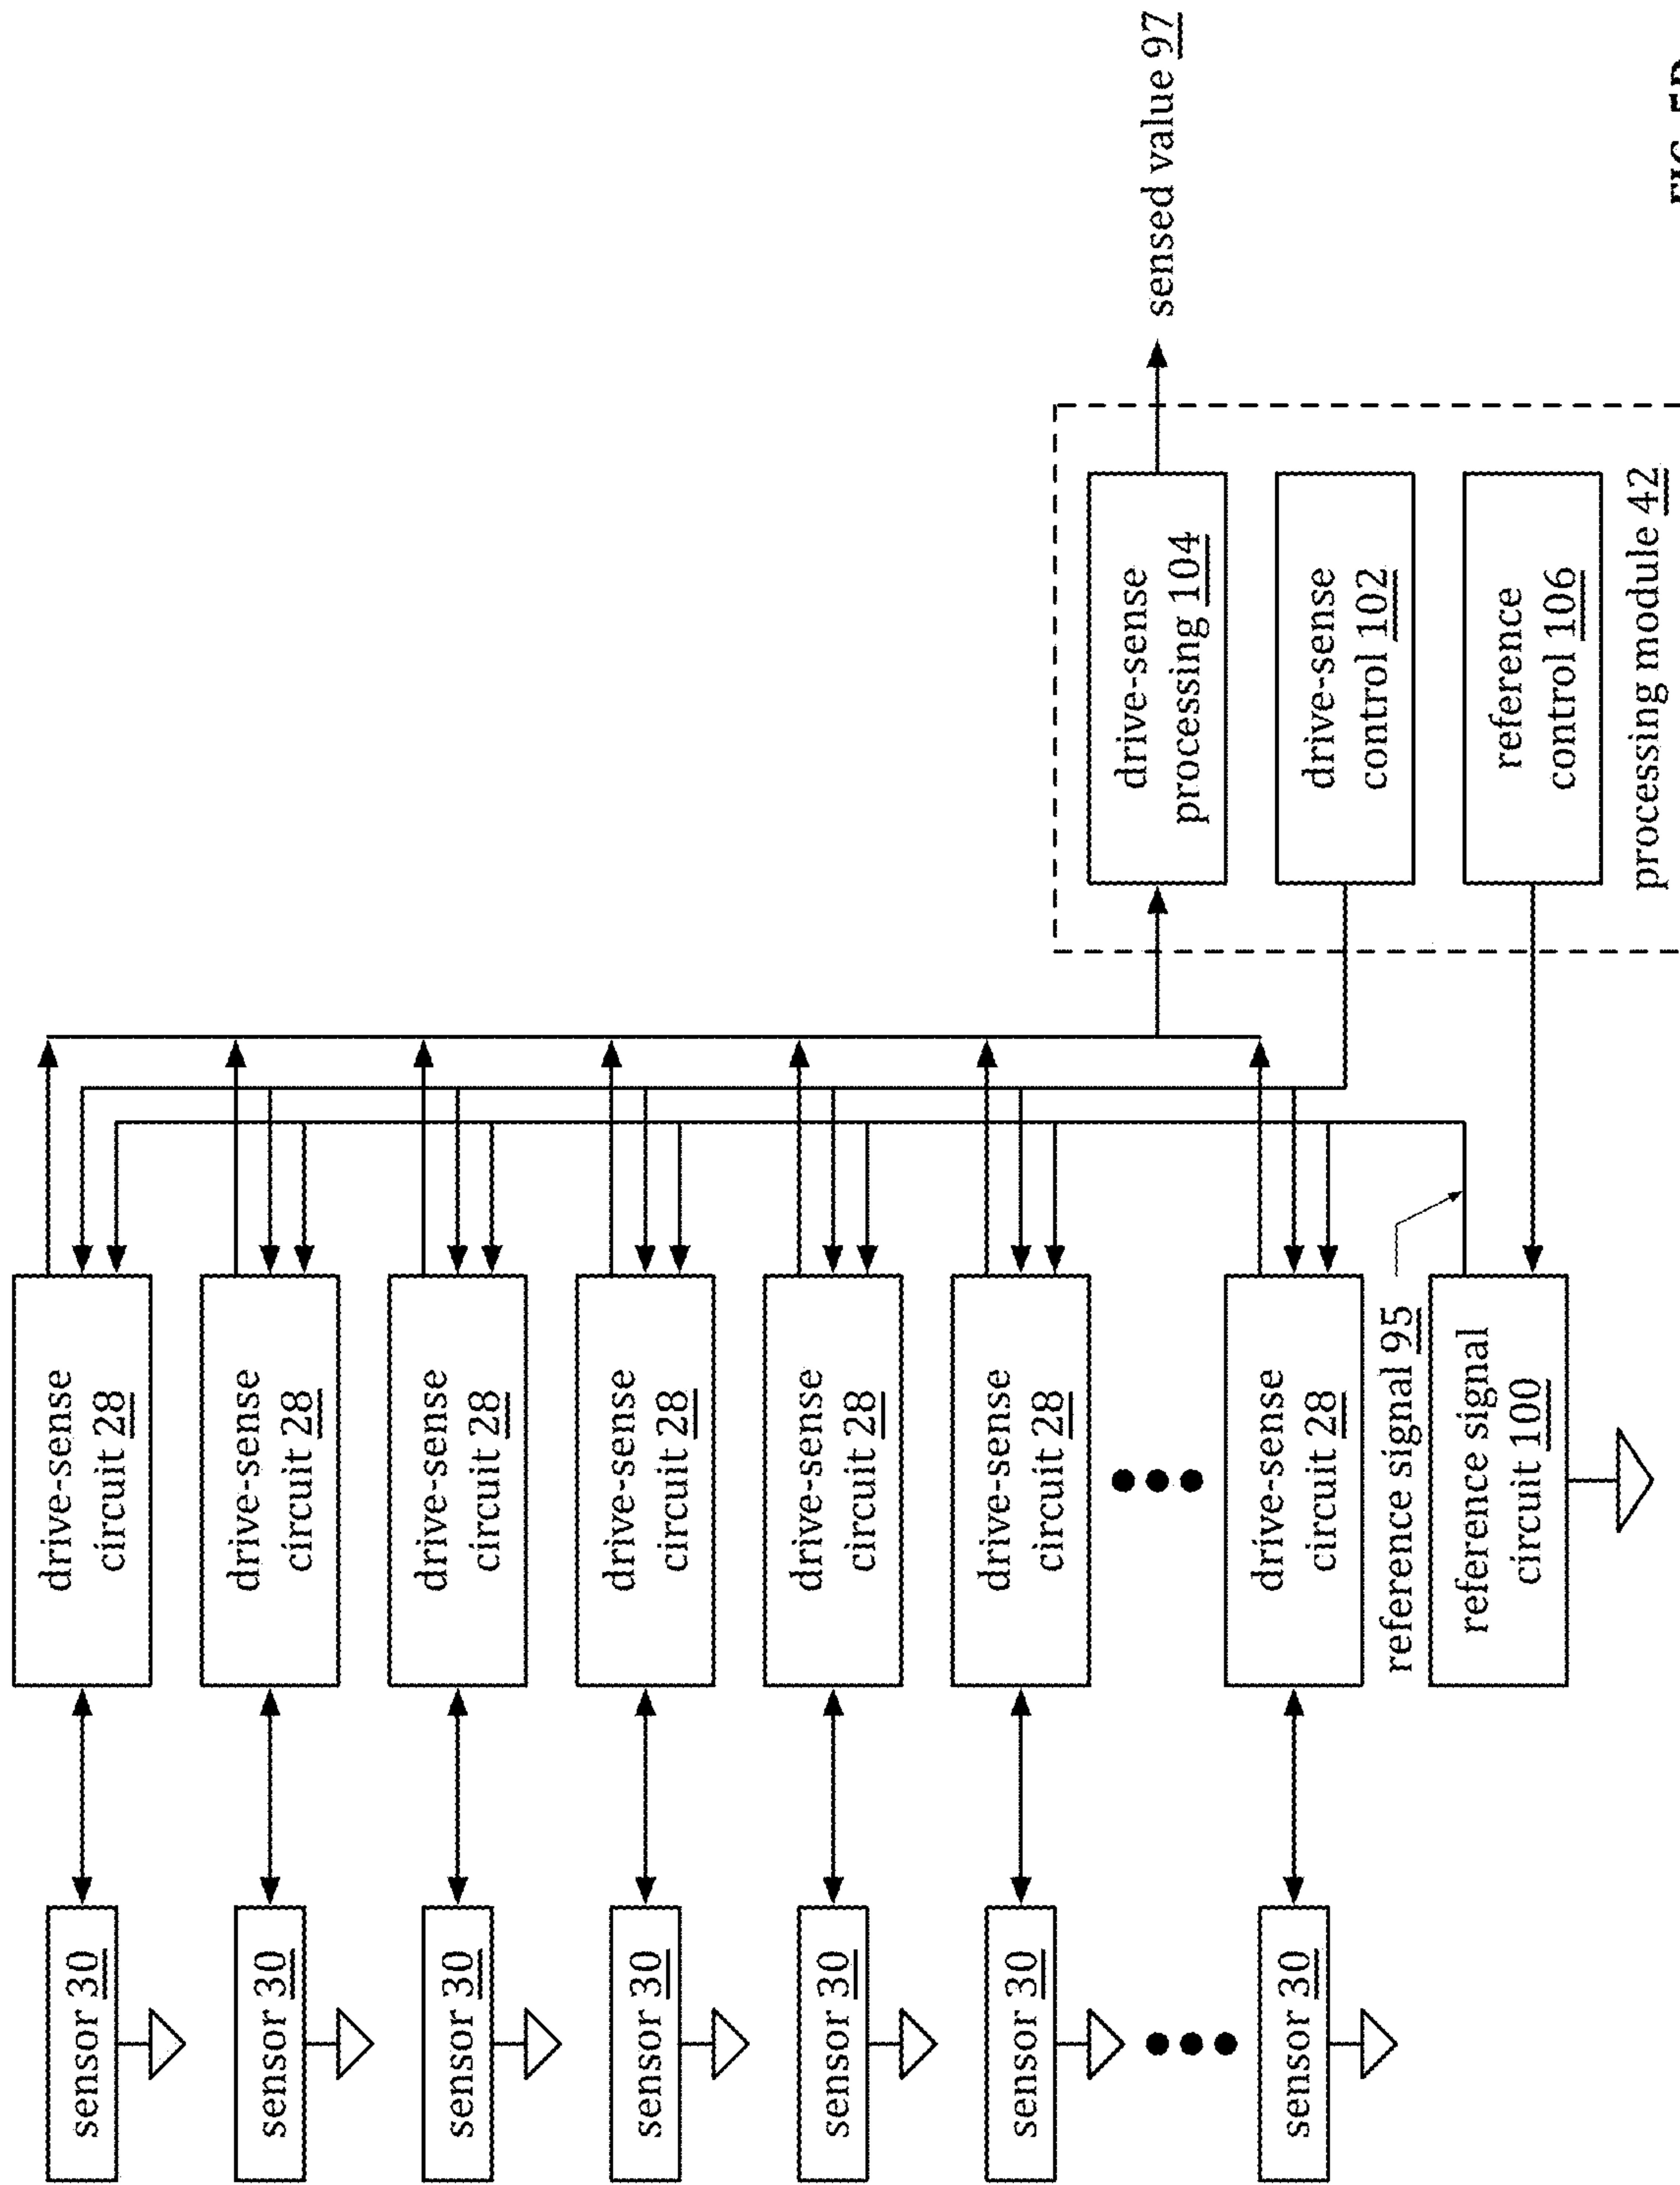 sensor 30
drive-sense
circuit 28
sensor 30
drive-sense
circuit 28
sensor 30
drive-sense
circuit 28
sensor 30
drive-sense
circuit 28
sensor 30
drive-sense
circuit 28
sensor 30
drive-sense
circuit 28
sensor 30
drive-sense
circuit 28
reference signal 95
reference signal
circuit 100
drive-sense
processing 104
drive-sense
control 102
reference
control 106
processing module 42
sensed value 97